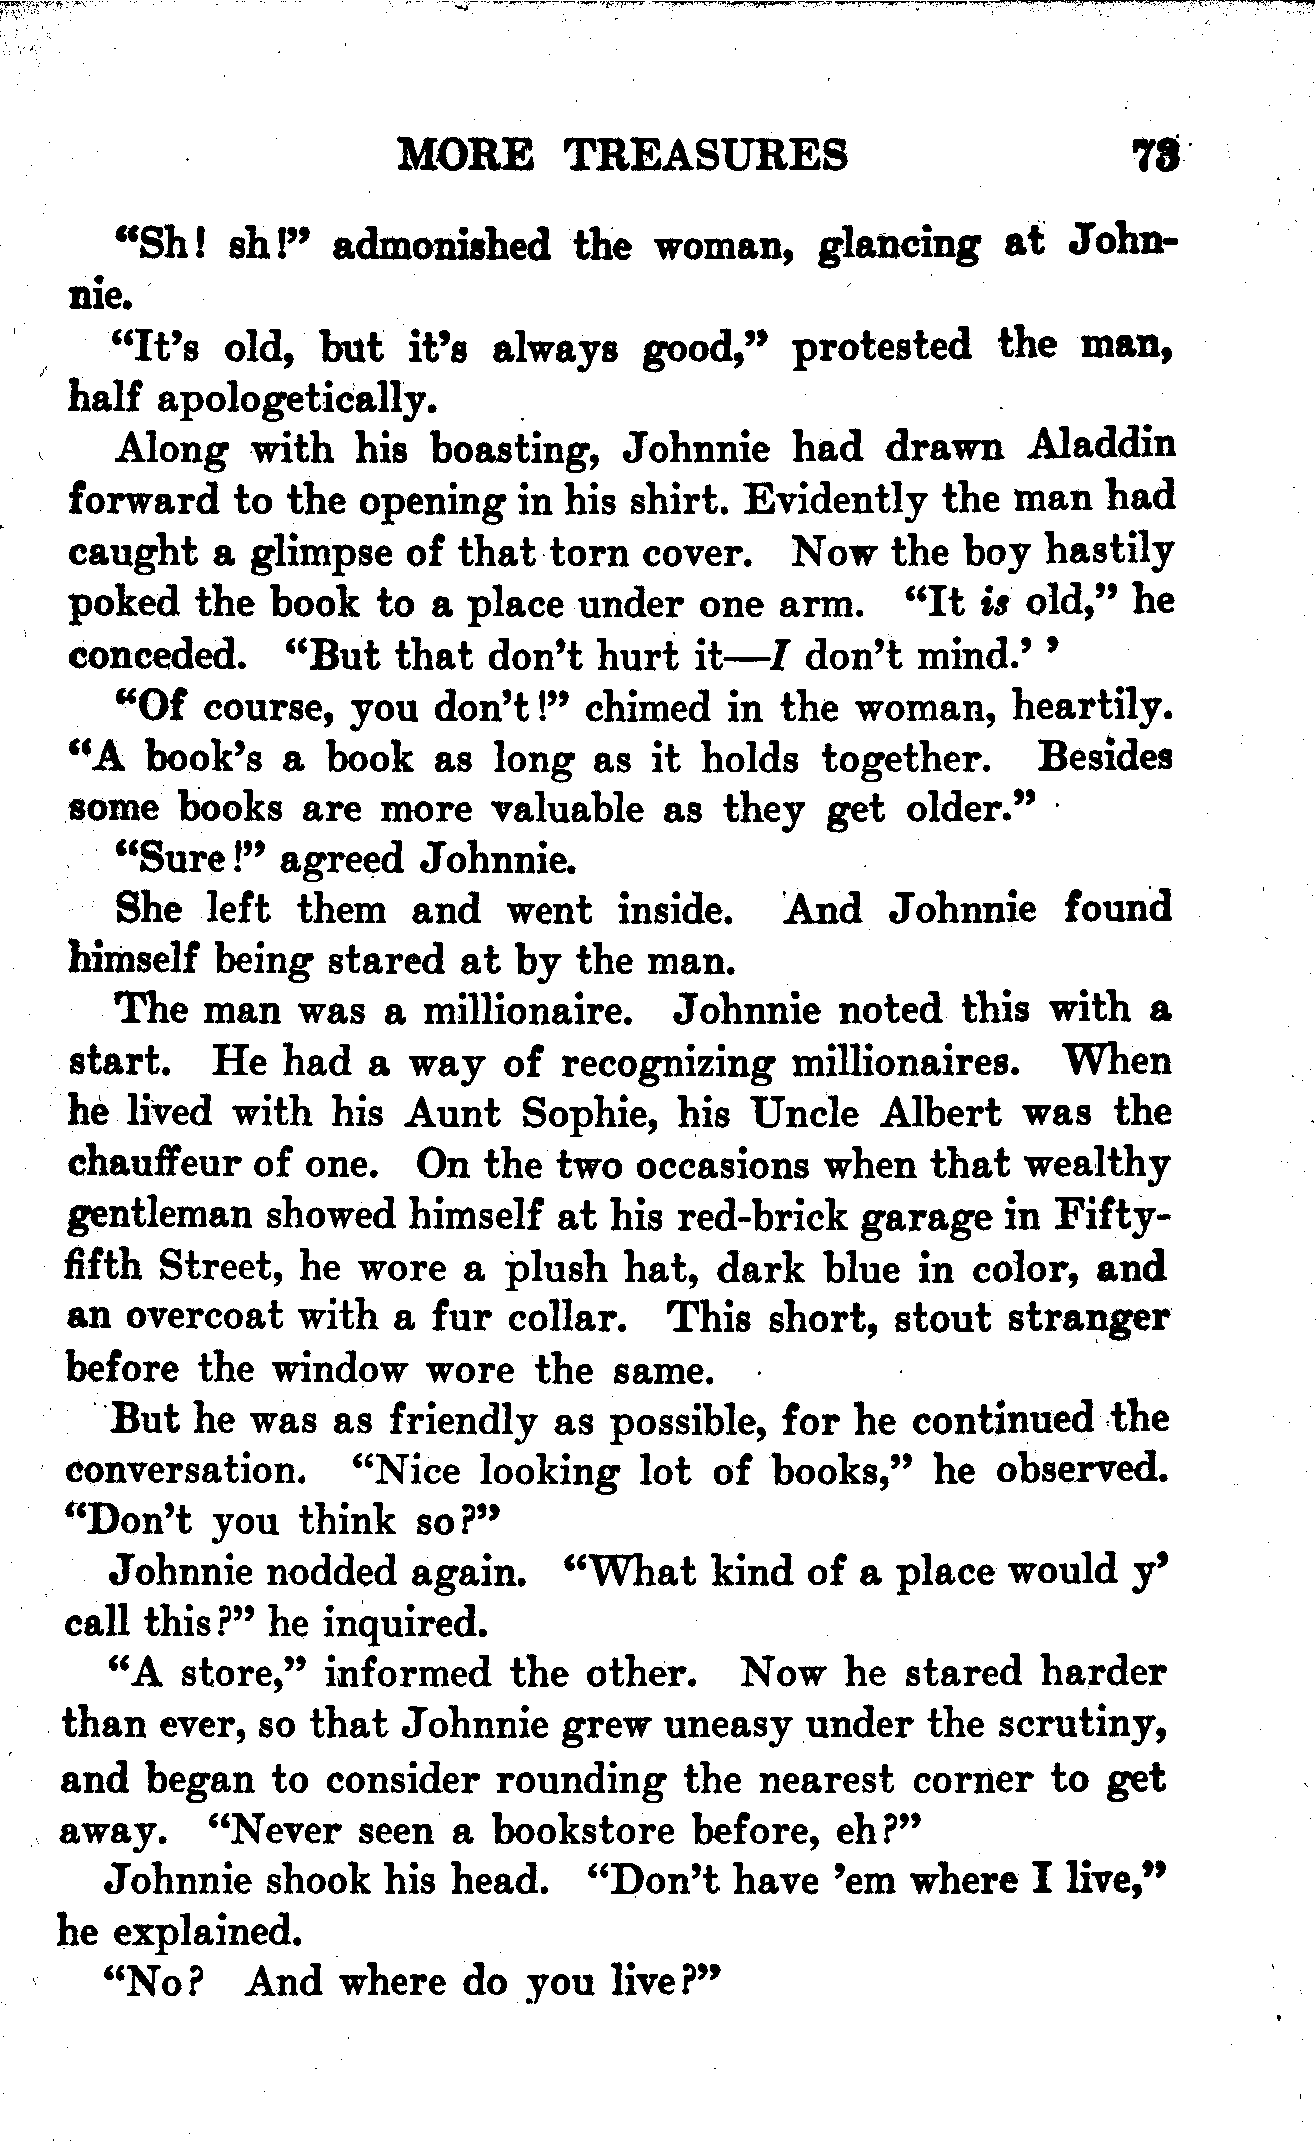 MORE TREASURES 73
“Sh! sh!” admonished the woman, glancing at John-
nie.
“It’s old, but it’s always good,” protested the man,
half apologetically.
Along with his boasting, Johnnie had drawn Aladdin
forward to the opening in his shirt. Evidently the man had
caught a glimpse of that torn cover. Now the boy hastily
poked the book to a place under one arm. “It is old,” he
conceded. “But that don’t hurt it—I don’t mind.’ ’
“Of course, you don’t!” chimed in the woman, heartily.
“A book’s a book as long as it holds together. Besides
some books are more valuable as they get older.”
“Sure!” agreed Johnnie.
She left them and went inside. And Johnnie found
himself being stared at by the man.
The man was a millionaire. Johnnie noted this with a
start. He had a way of recognizing millionaires. When
he lived with his Aunt Sophie, his Uncle Albert was the
chauffeur of one. On the two occasions when that wealthy
gentleman showed himself at his red-brick garage in Fifty-
fifth Street, he wore a plush hat, dark blue in color, and
an overcoat with a fur collar. This short, stout stranger
before the window wore the same.
But he was as friendly as possible, for he continued the
conversation. “Nice looking lot of books,” he observed.
“Don’t you think so?”
Johnnie nodded again. “What kind of a place would y’
call this?” he inquired.
“A store,” informed the other. Now he stared harder
than ever, so that Johnnie grew uneasy under the scrutiny,
and began to consider rounding the nearest corner to get
away. “Never seen a bookstore before, eh?”
Johnnie shook his head. “Don’t have ’em where I live,”
he explained.
“No? And where do you live?”